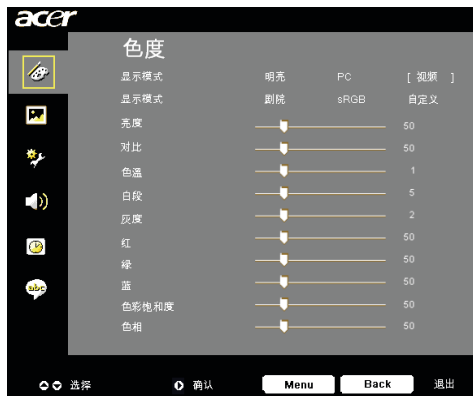 acer
色度
显示模式 明亮 PC [ 视频 ]
显示模式 剧院 sRGB 自定义
亮度 50
对比 50
色温 1
白段 5
灰度 2
红 50
绿 50
蓝 50
色彩饱和度 50
色相 50
abc
选择 确认 Menu Back 退出